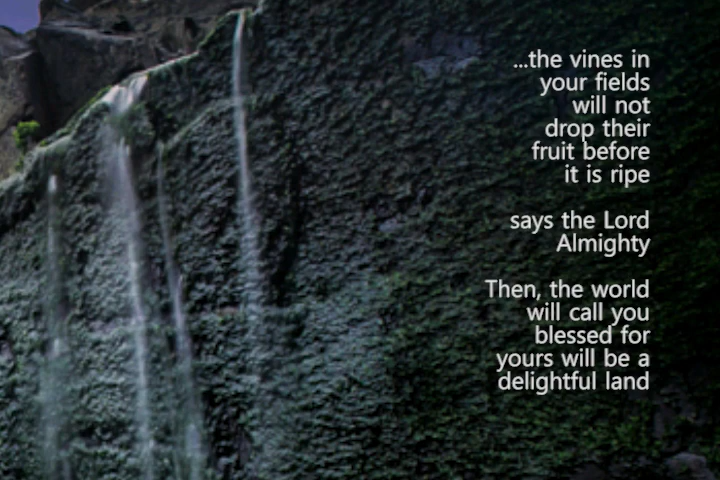 ...the vines in
your fields
will not
drop their
fruit before
it is ripe
says the Lord
Almighty
Then, the world
will call you
blessed for
yours will be a
delightful land